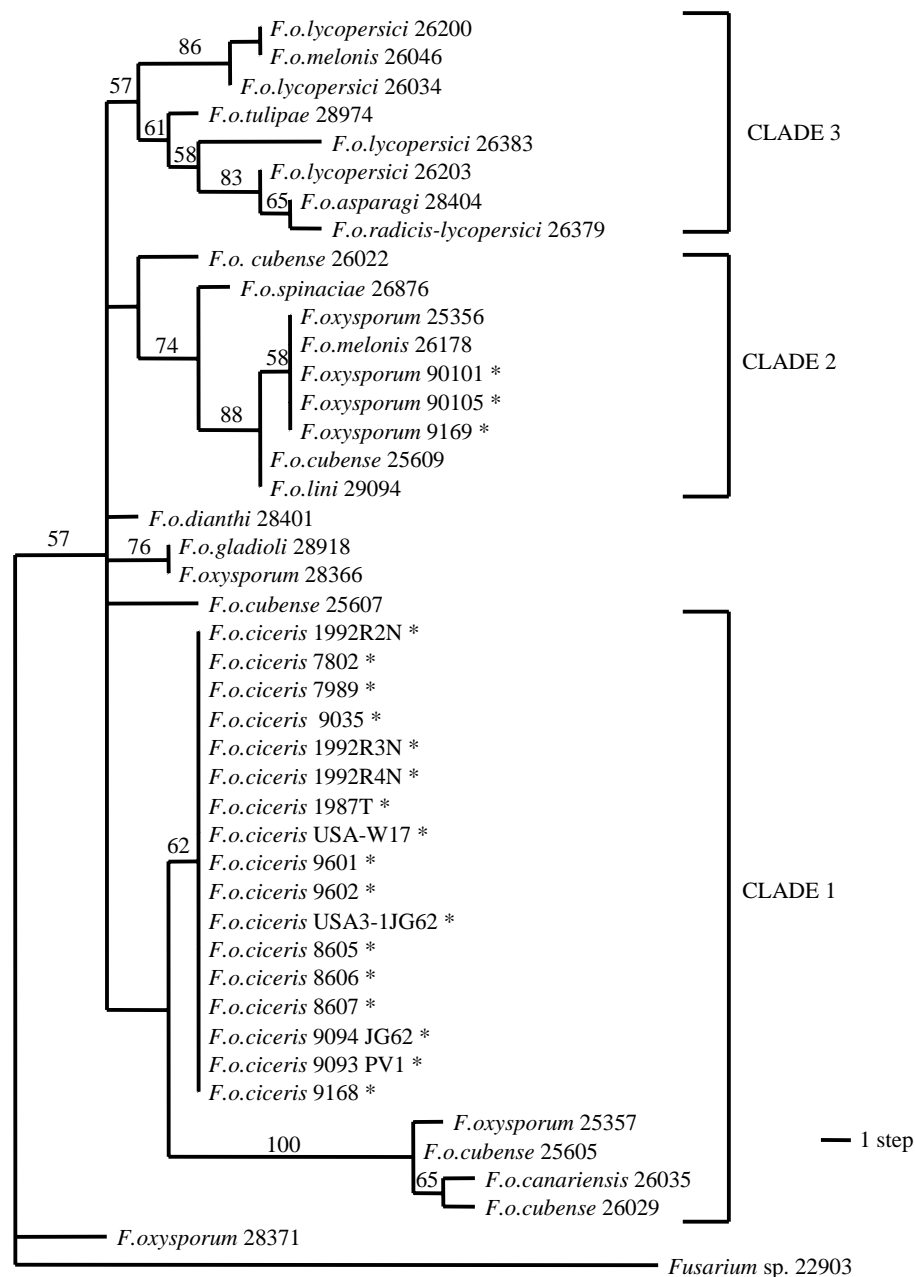 F.o.lycopersici 26200
86
F.o.melonis 26046
57
F.o.lycopersici 26034
F.o.tulipae 28974
61
CLADE 3
F.o.lycopersici 26383
58
F.o.lycopersici 26203
83
65
F.o.asparagi 28404
F.o.radicis-lycopersici 26379
F.o. cubense 26022
F.o.spinaciae 26876
F.oxysporum 25356
74
F.o.melonis 26178
58
CLADE 2
F.oxysporum 90101 *
F.oxysporum 90105 *
88
F.oxysporum 9169 *
F.o.cubense 25609
F.o.lini 29094
F.o.dianthi 28401
57
76
F.o.gladioli 28918
F.oxysporum 28366
F.o.cubense 25607
F.o.ciceris 1992R2N *
F.o.ciceris 7802 *
F.o.ciceris 7989 *
F.o.ciceris 9035 *
F.o.ciceris 1992R3N *
F.o.ciceris 1992R4N *
F.o.ciceris 1987T *
F.o.ciceris USA-W17 *
62
F.o.ciceris 9601 *
F.o.ciceris 9602 *
CLADE 1
F.o.ciceris USA3-1JG62 *
F.o.ciceris 8605 *
F.o.ciceris 8606 *
F.o.ciceris 8607 *
F.o.ciceris 9094 JG62 *
F.o.ciceris 9093 PV1 *
F.o.ciceris 9168 *
F.oxysporum 25357
100
1 step
F.o.cubense 25605
65
F.o.canariensis 26035
F.o.cubense 26029
F.oxysporum 28371
Fusarium sp. 22903